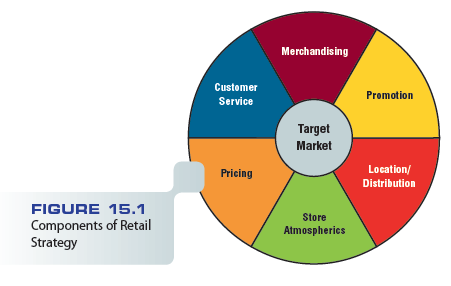 Merchandising
Promotion
Location/
Distribution
Store
Atmospherics
Pricing
Customer
Service
Target
Market
FIGURE 15.1
Components of Retail
Strategy